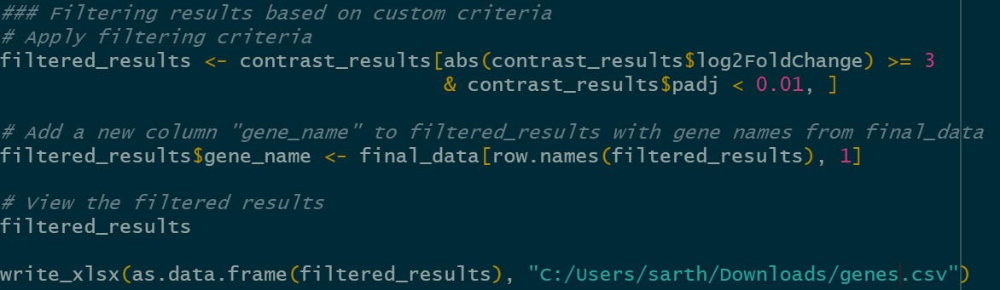 ### Filtering results based on custom criteria
# Apply filtering criteria
filtered_results <- contrast_results[abs(contrast_results$log2FoldChange) >= 3
& contrast_results$padj < 0.01, ]
# Add a new column "gene_name" to filtered_results with gene names from final_data
filtered_results$gene_name <- final_data[row.names(filtered_results), 1]
# View the filtered results
filtered_results
write_xlsx(as.data.frame(filtered_results), "C:/Users/sarth/Downloads/genes.csv")